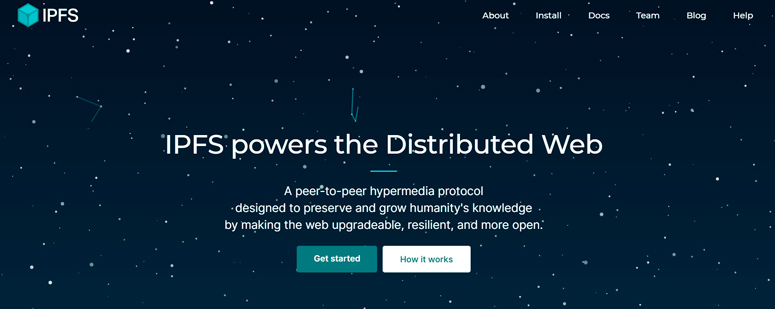 IPFS
About
Install
Docs
Team
Blog
Help
IPFS powers the Distributed Web
A peer-to-peer hypermedia protocol
designed to preserve and grow humanity's knowledge
by making the web upgradeable, resilient, and more open.
Get started
How it works